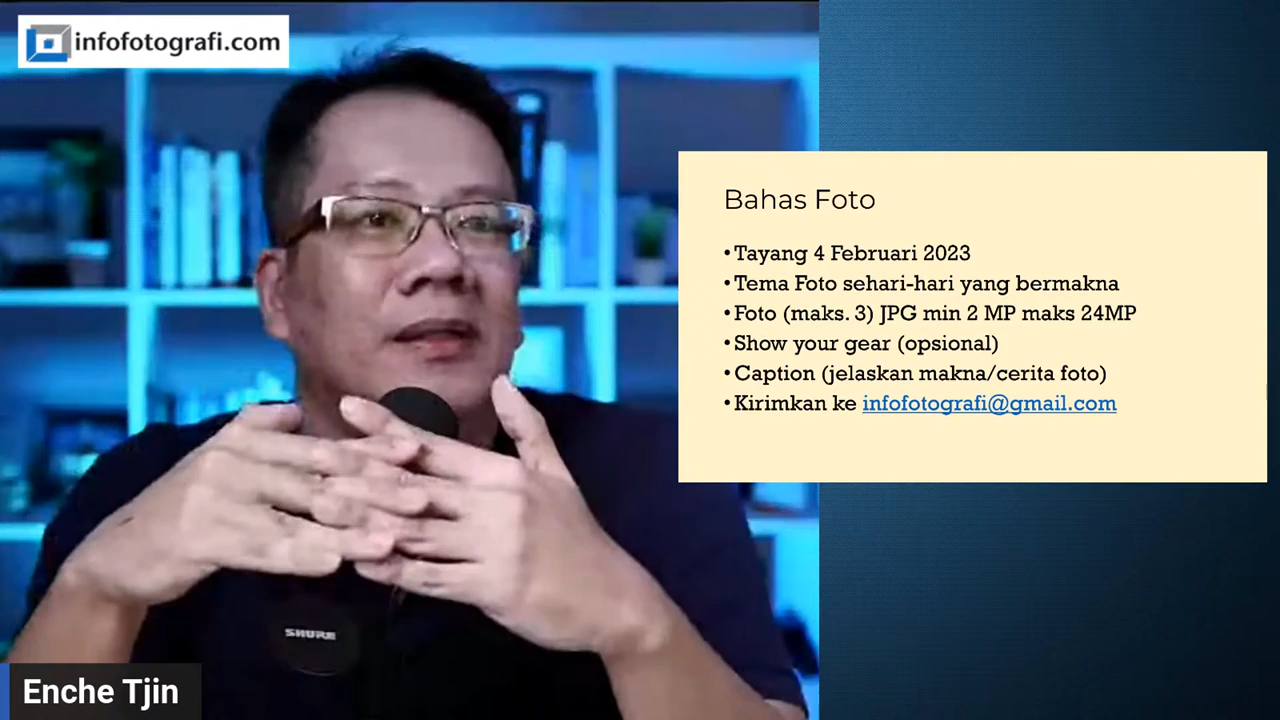 infofotografi.com
Bahas Foto
•Tayang 4 Februari 2023
•Tema Foto sehari-hari yang bermakna
•Foto (maks. 3) JPG min 2 MP maks 24MP
•Show your gear (opsional)
•Caption (jelaskan makna/cerita foto)
•Kirimkan ke infofotografi@gmail.com
SHURE
Enche Tjin